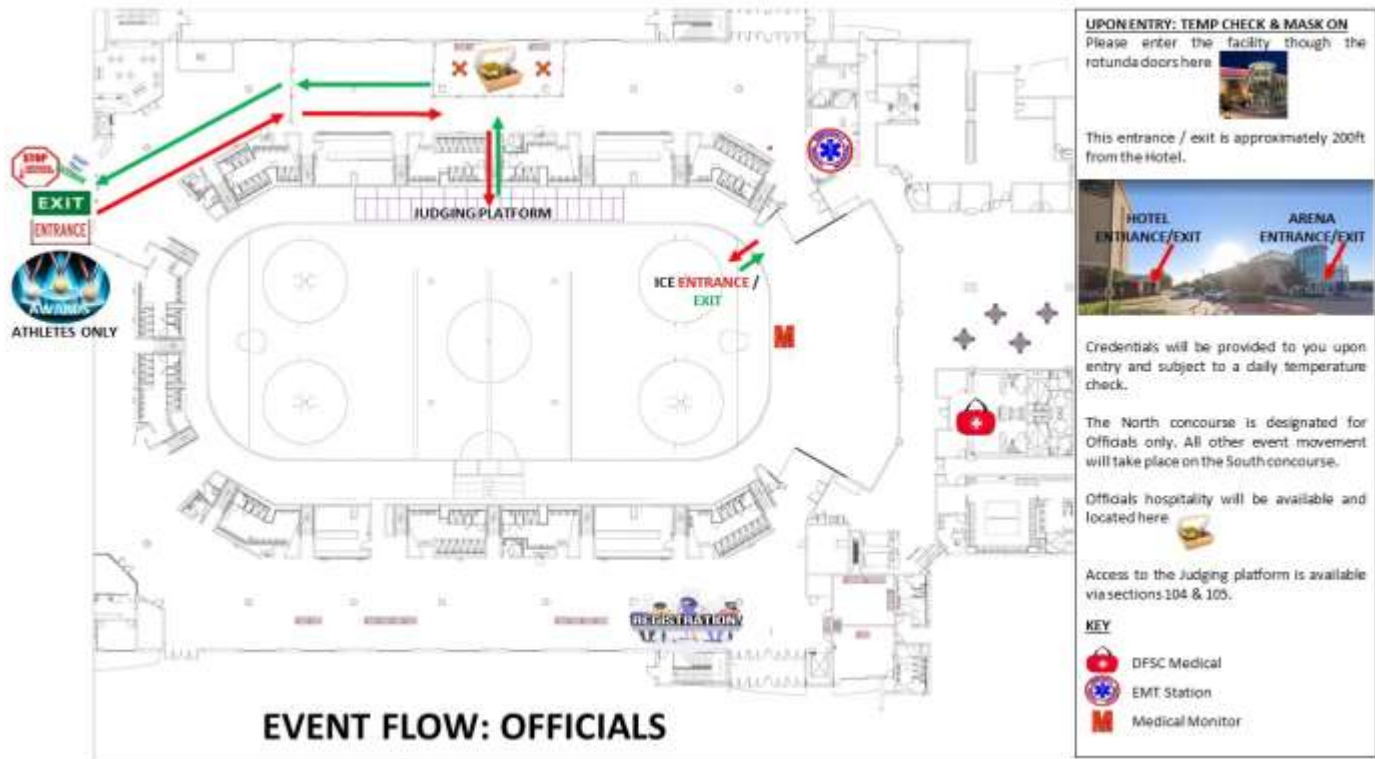 STOP
EXIT
ENTRANCE
AWARDS
ATHLETES ONLY
JUDGING PLATFORM
ICE ENTRANCE /
EXIT
M
REGISTRATION
EVENT FLOW: OFFICIALS
UPON ENTRY: TEMP CHECK & MASK ON
Please enter the facility though the
rotunda doors here
This entrance / exit is approximately 200ft
from the Hotel.
HOTEL
ENTRANCE/EXIT
ARENA
ENTRANCE/EXIT
Credentials will be provided to you upon
entry and subject to a daily temperature
check.
The North concourse is designated for
Officials only. All other event movement
will take place on the South concourse.
Officials hospitality will be available and
located here
Access to the Judging platform is available
via sections 104 & 105.
KEY
DFSC Medical
EMT Station
M Medical Monitor